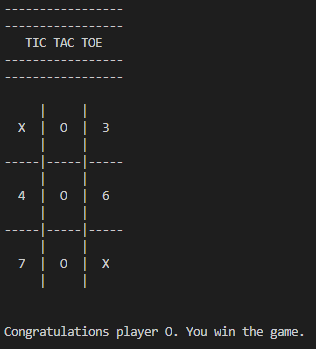 -----------------
-----------------
TIC TAC TOE
-----------------
-----------------
     |     |
  X  |  O  |  3
     |     |
-----|-----|-----
     |     |
  4  |  O  |  6
     |     |
-----|-----|-----
     |     |
  7  |  O  |  X
     |     |
Congratulations player O. You win the game.